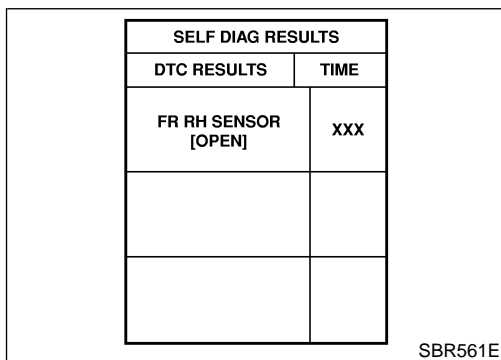 SELF DIAG RESULTS
DTC RESULTS TIME
FR RH SENSOR
[OPEN] XXX
SBR561E